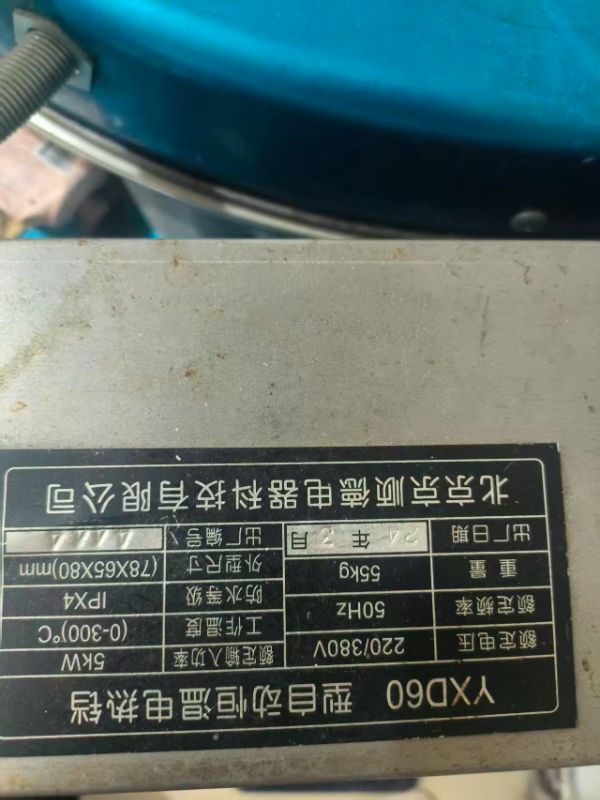 YXD60 型自动恒温电热铛
额定电压 220/380V 额定输入功率 5kW
额定频率 50Hz 工作温度 (0-300)℃
重量 55kg 防水等级 IPX4
出厂日期 24年3月 外型尺寸 (78X65X80)mm
出厂编号
北京京顺德电器科技有限公司